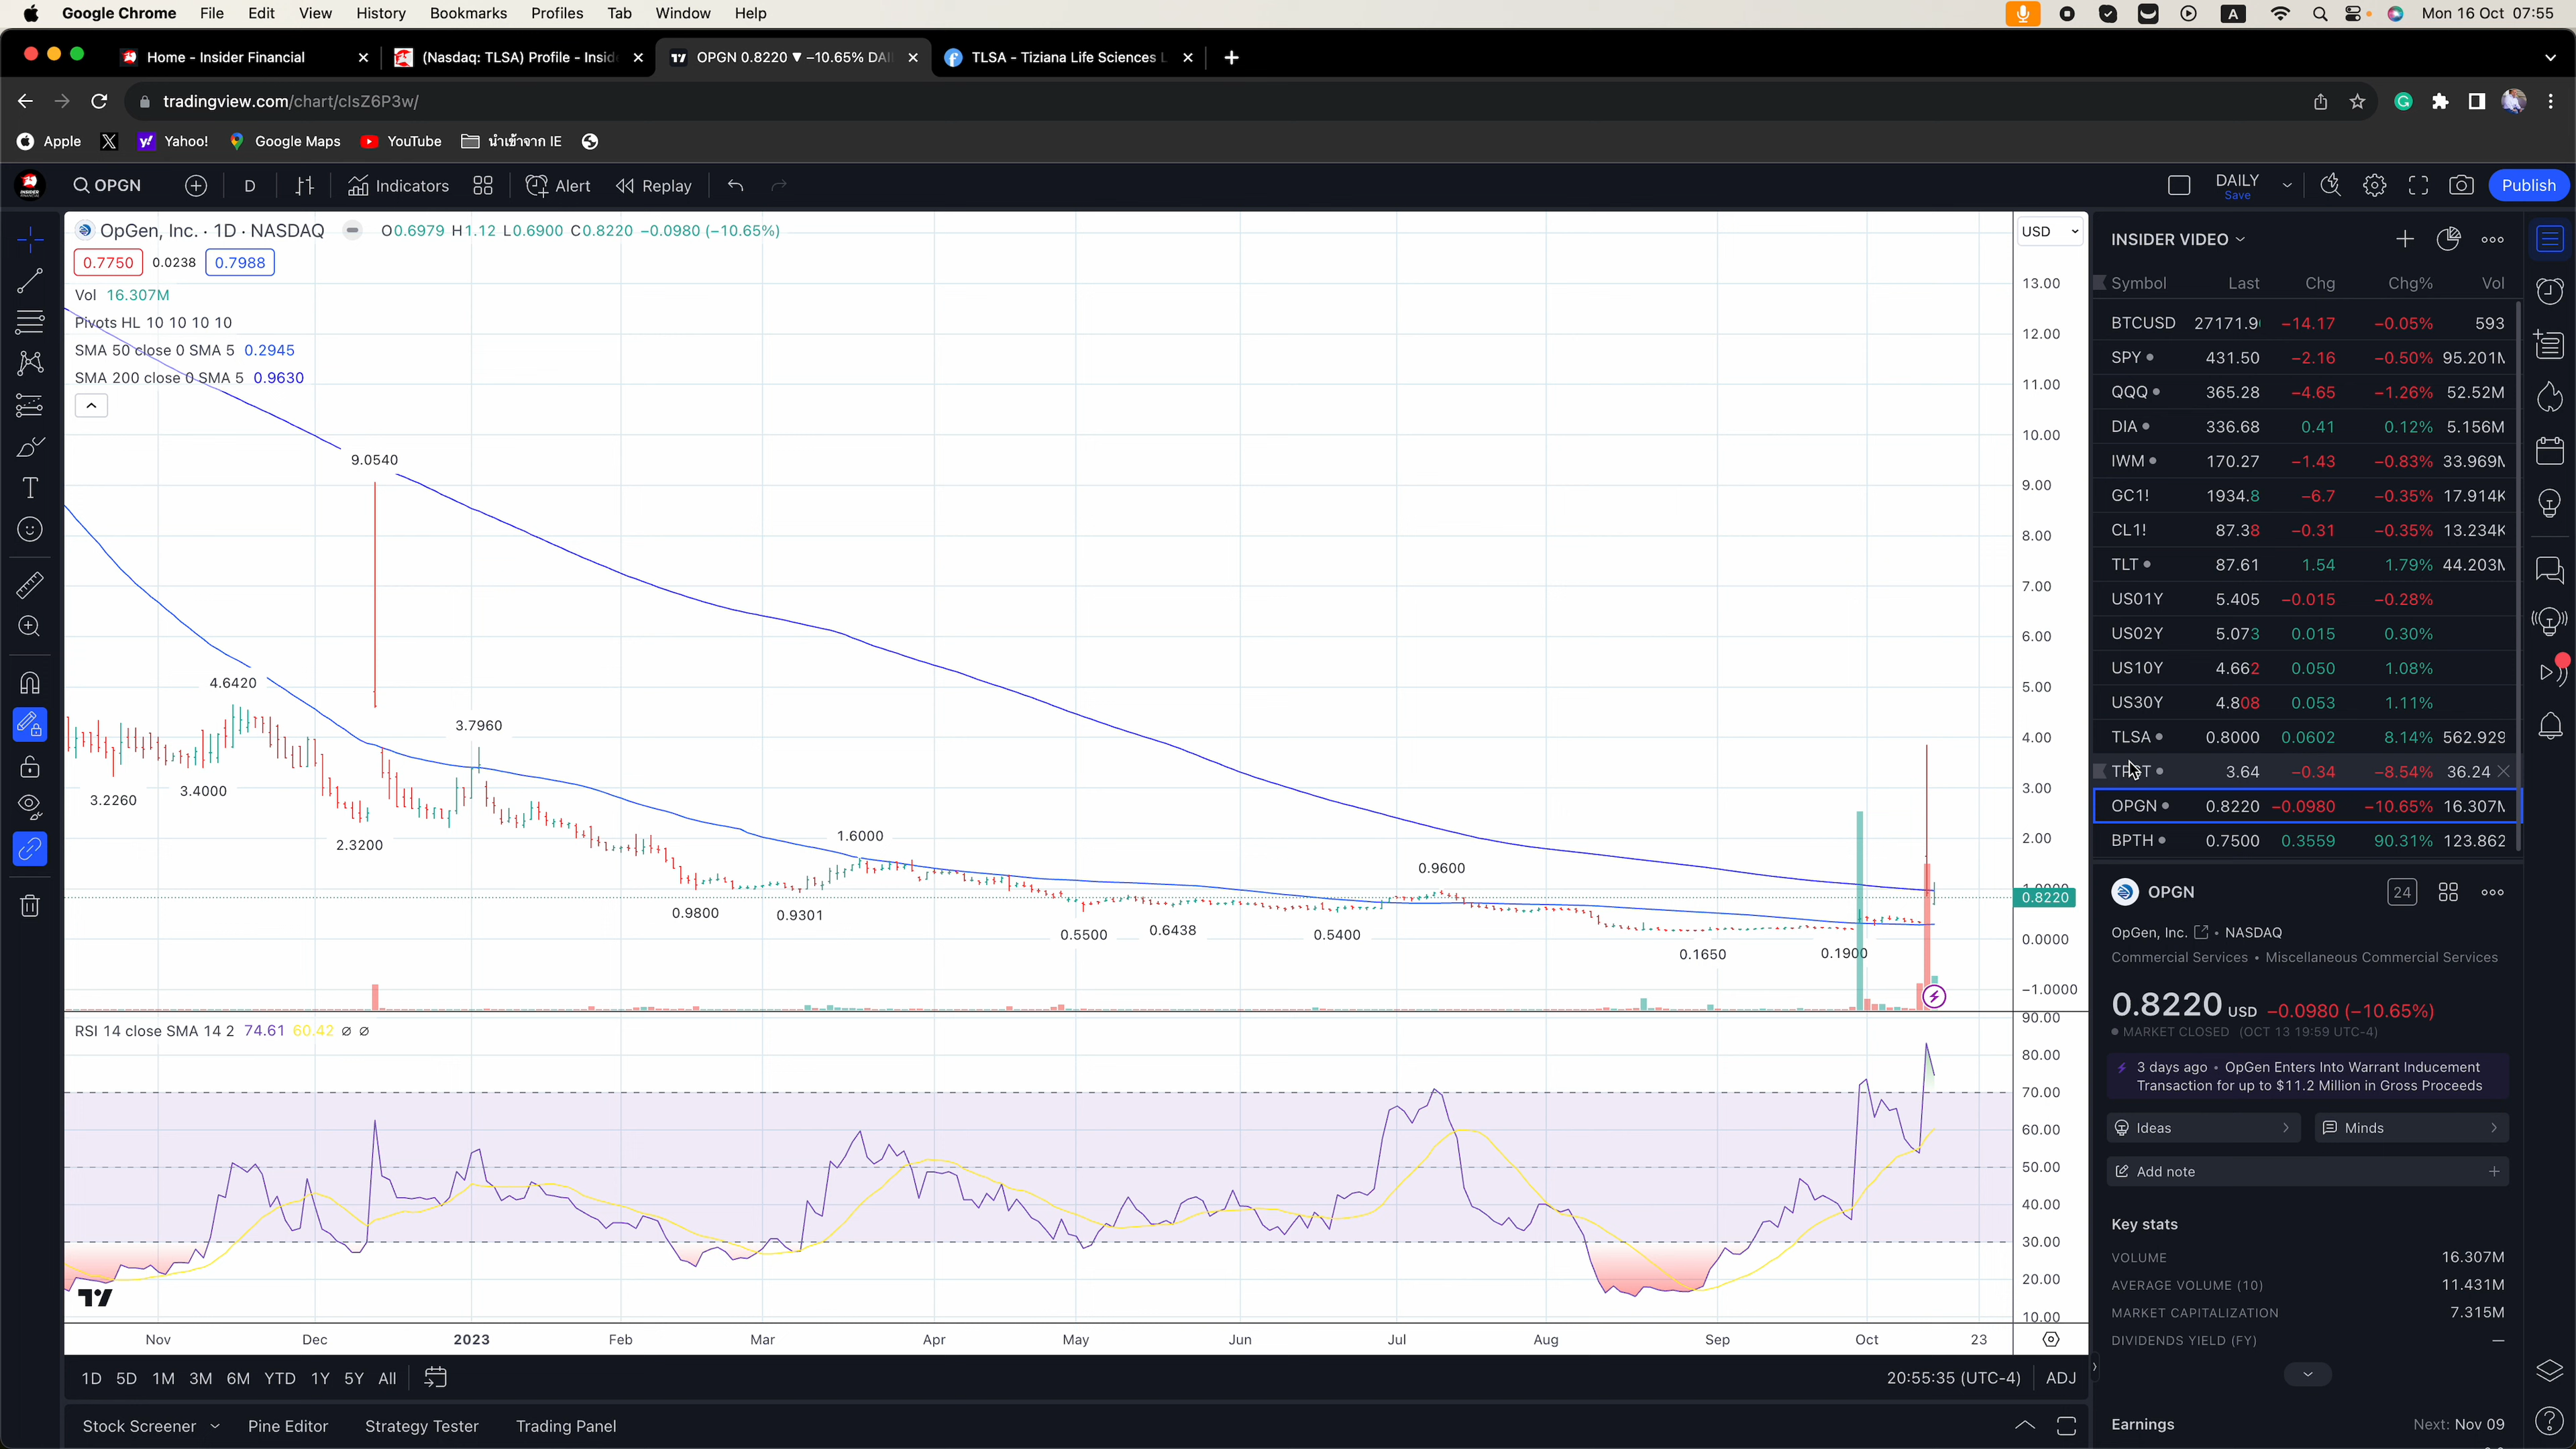 Google Chrome File Edit View History Bookmarks Profiles Tab Window Help A Mon 16 Oct 07:55
Home - Insider Financial (Nasdaq: TLSA) Profile - Insid OPGN 0.8220 ▼ −10.65% DAI TLSA - Tiziana Life Sciences L
tradingview.com/chart/clsZ6P3w/
Apple Yahoo! Google Maps YouTube นำเข้าจาก IE
OPGN D Indicators Alert Replay DAILY Save Publish
OpGen, Inc. · 1D · NASDAQ O0.6979 H1.12 L0.6900 C0.8220 −0.0980 (−10.65%)
0.7750 0.0238 0.7988
Vol 16.307M
Pivots HL 10 10 10 10
SMA 50 close 0 SMA 5 0.2945
SMA 200 close 0 SMA 5 0.9630
9.0540
4.6420
3.7960
3.2260
3.4000
2.3200
1.6000
0.9600
0.9800
0.9301
0.5500
0.6438
0.5400
0.1650
0.1900
USD
13.00
12.00
11.00
10.00
9.00
8.00
7.00
6.00
5.00
4.00
3.00
2.00
1.0000
0.8220
0.0000
−1.0000
RSI 14 close SMA 14 2 74.61 60.42 ∅ ∅
90.00
80.00
70.00
60.00
50.00
40.00
30.00
20.00
10.00
Nov Dec 2023 Feb Mar Apr May Jun Jul Aug Sep Oct 23
1D 5D 1M 3M 6M YTD 1Y 5Y All 20:55:35 (UTC-4) ADJ
Stock Screener Pine Editor Strategy Tester Trading Panel
INSIDER VIDEO
Symbol Last Chg Chg% Vol
BTCUSD 27171.9 −14.17 −0.05% 593
SPY 431.50 −2.16 −0.50% 95.201M
QQQ 365.28 −4.65 −1.26% 52.52M
DIA 336.68 0.41 0.12% 5.156M
IWM 170.27 −1.43 −0.83% 33.969M
GC1! 1934.8 −6.7 −0.35% 17.914K
CL1! 87.38 −0.31 −0.35% 13.234K
TLT 87.61 1.54 1.79% 44.203M
US01Y 5.405 −0.015 −0.28%
US02Y 5.073 0.015 0.30%
US10Y 4.662 0.050 1.08%
US30Y 4.808 0.053 1.11%
TLSA 0.8000 0.0602 8.14% 562.929
3.64 −0.34 −8.54% 36.24
OPGN 0.8220 −0.0980 −10.65% 16.307M
BPTH 0.7500 0.3559 90.31% 123.862
OPGN 24
OpGen, Inc. • NASDAQ
Commercial Services • Miscellaneous Commercial Services
0.8220 USD −0.0980 (−10.65%)
MARKET CLOSED (OCT 13 19:59 UTC-4)
3 days ago • OpGen Enters Into Warrant Inducement
Transaction for up to $11.2 Million in Gross Proceeds
Ideas Minds
Add note
Key stats
VOLUME 16.307M
AVERAGE VOLUME (10) 11.431M
MARKET CAPITALIZATION 7.315M
DIVIDENDS YIELD (FY) —
Earnings Next: Nov 09